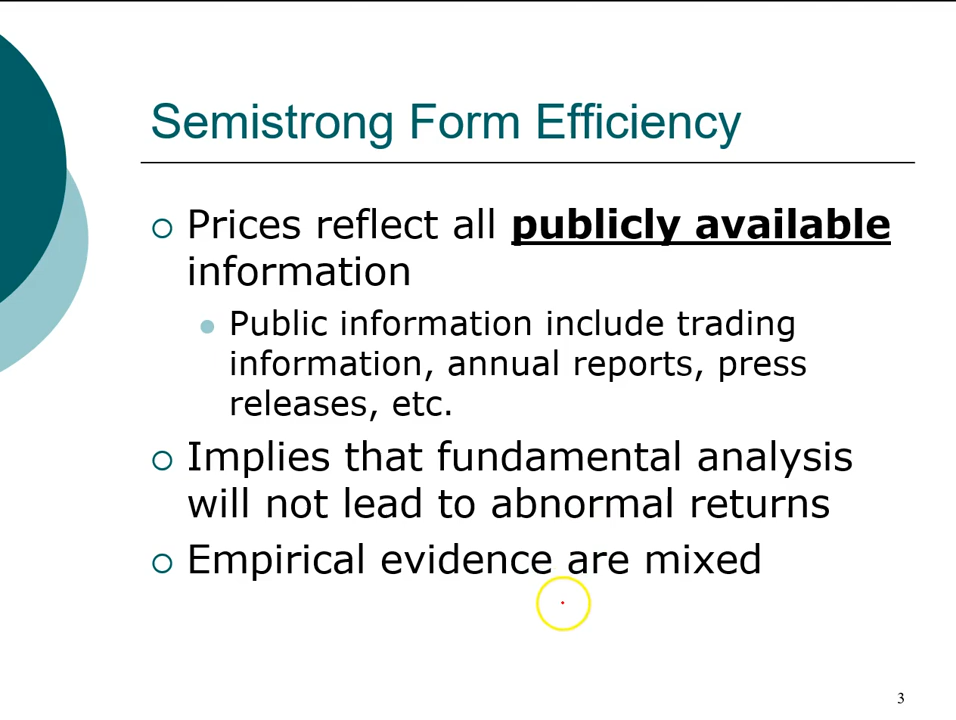 Semistrong Form Efficiency
Prices reflect all publicly available
information
Public information include trading
information, annual reports, press
releases, etc.
Implies that fundamental analysis
will not lead to abnormal returns
Empirical evidence are mixed
3